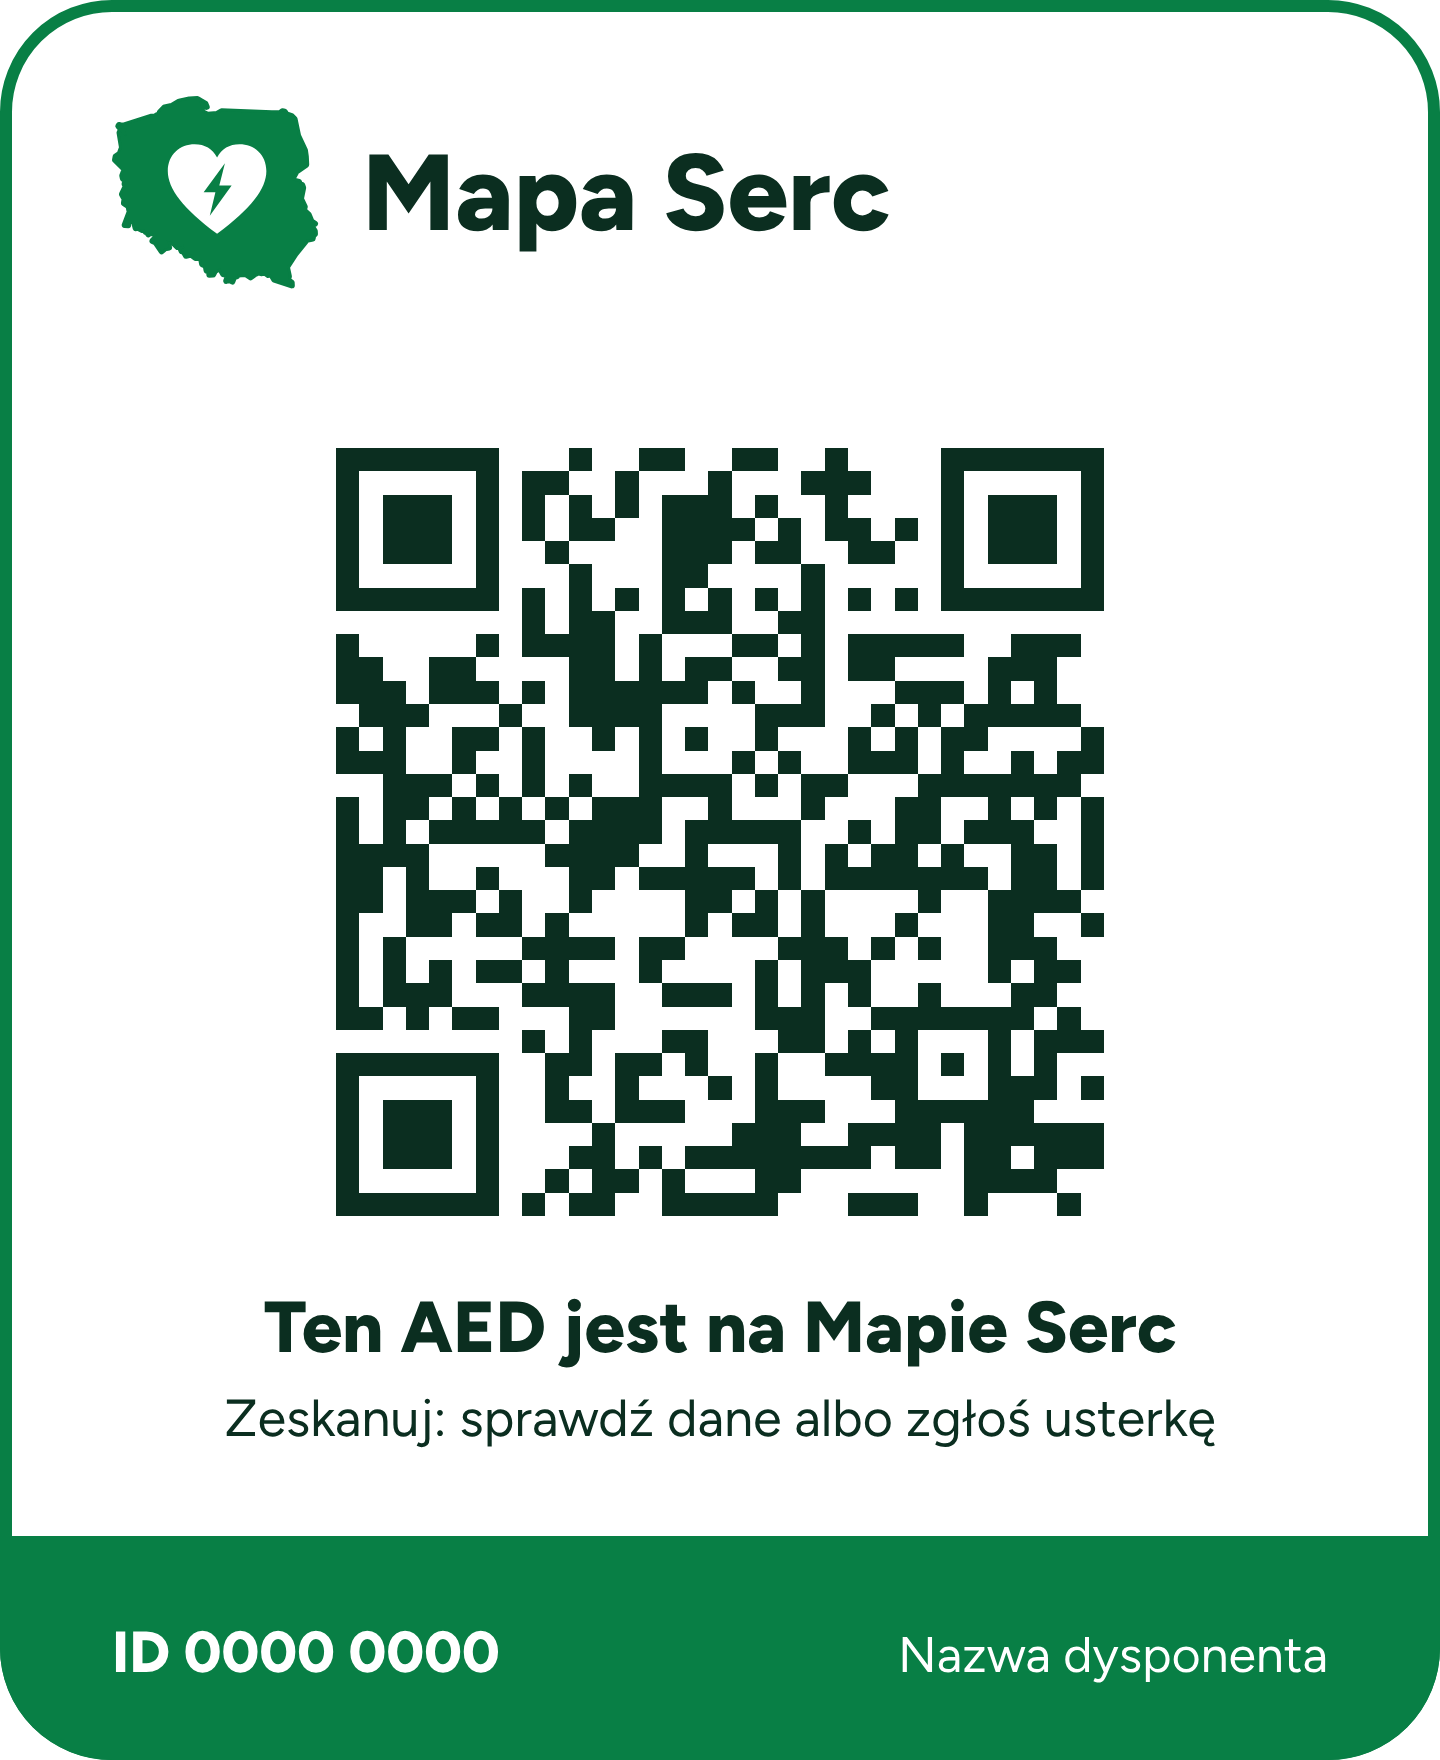 Mapa Serc
Ten AED jest na Mapie Serc
Zeskanuj: sprawdź dane albo zgłoś usterkę
ID 0000 0000
Nazwa dysponenta